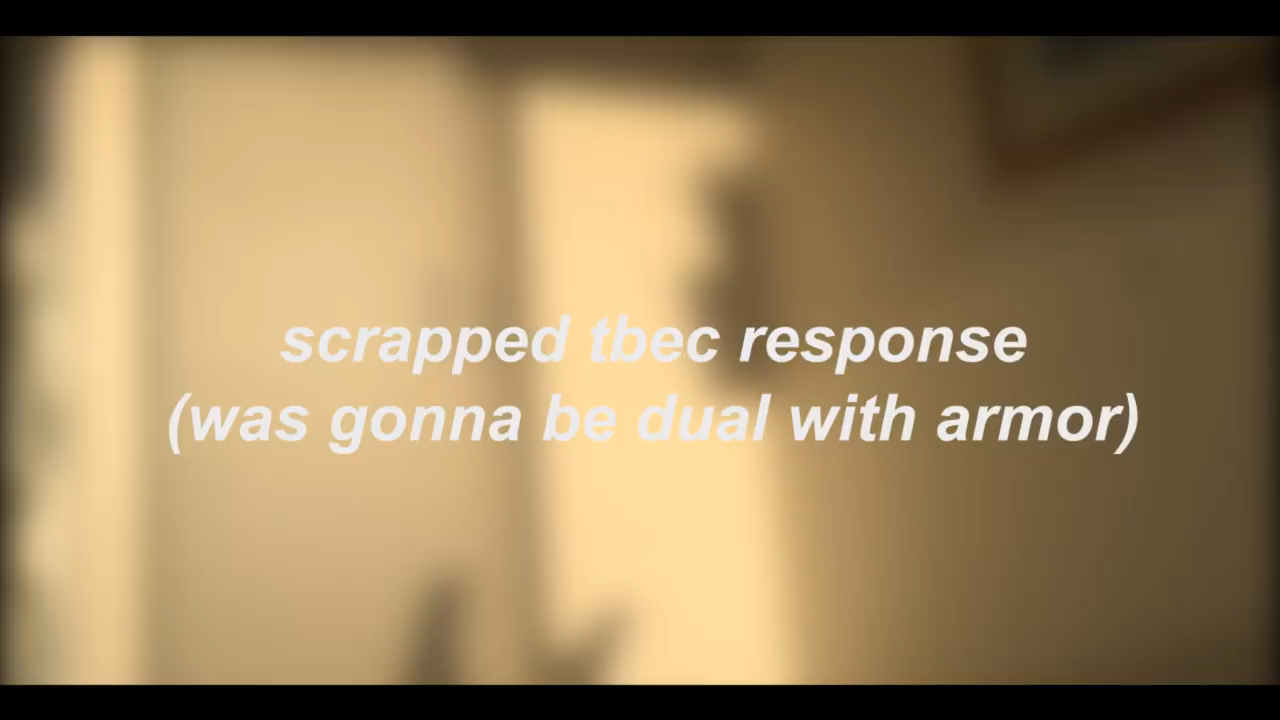 scrapped tbec response
(was gonna be dual with armor)